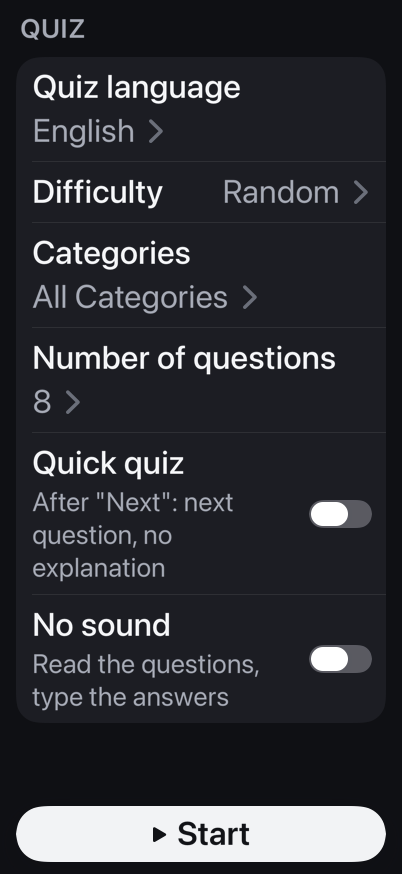 QUIZ
Quiz language
English
Difficulty Random
Categories
All Categories
Number of questions
8
Quick quiz
After "Next": next
question, no
explanation
No sound
Read the questions,
type the answers
Start